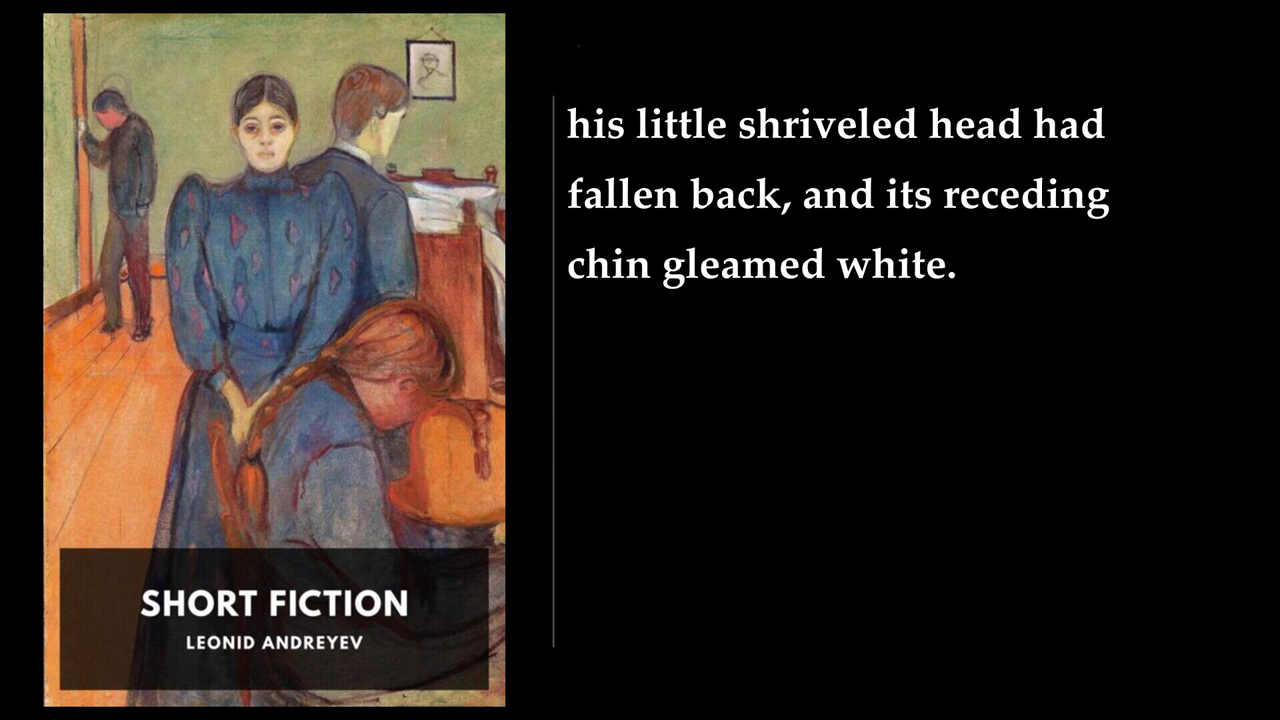 his little shriveled head had
fallen back, and its receding
chin gleamed white.
SHORT FICTION
LEONID ANDREYEV